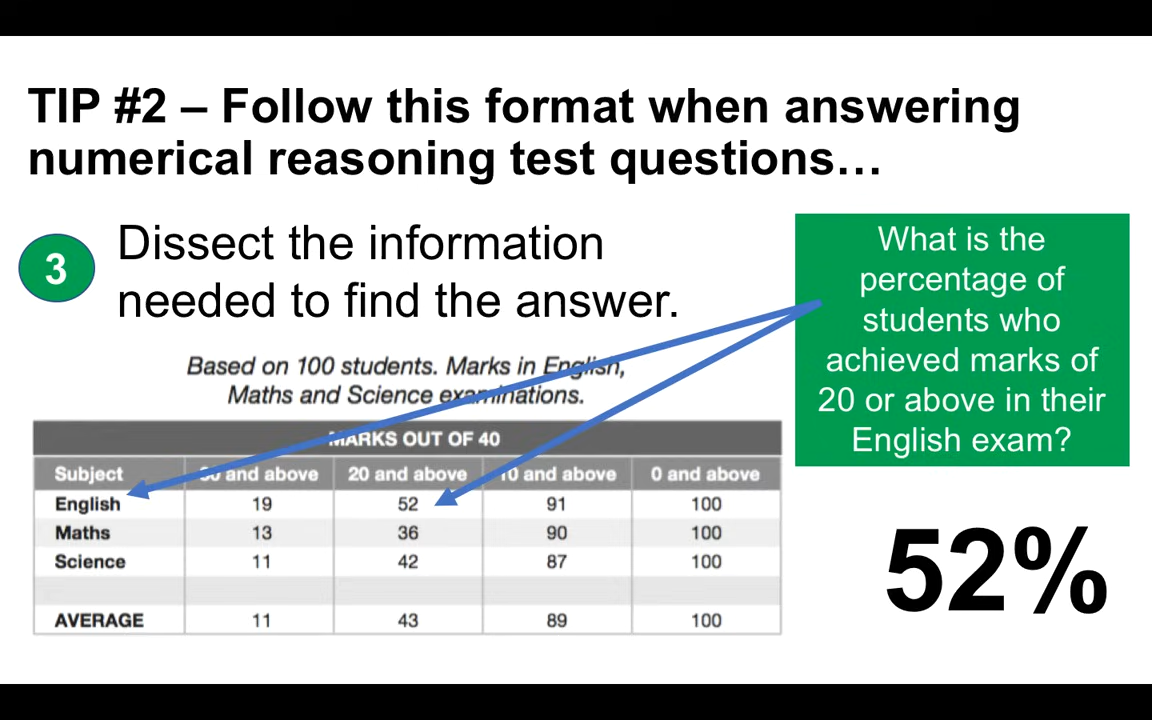 TIP #2 – Follow this format when answering
numerical reasoning test questions…
3
Dissect the information
needed to find the answer.
What is the
percentage of
students who
achieved marks of
20 or above in their
English exam?
Based on 100 students. Marks in English,
Maths and Science examinations.
MARKS OUT OF 40
Subject 30 and above 20 and above 10 and above 0 and above
English 19 52 91 100
Maths 13 36 90 100
Science 11 42 87 100
AVERAGE 11 43 89 100
52%